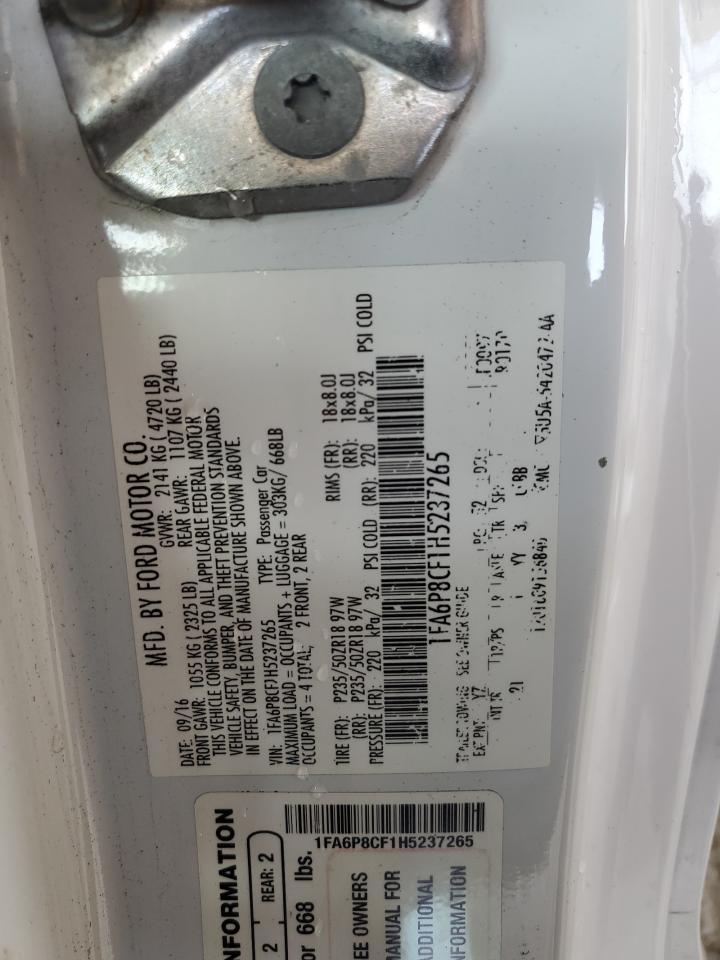 MFD. BY FORD MOTOR CO.
DATE: 09/16 GVWR: 2141 KG ( 4720 LB)
FRONT GAWR: 1055 KG ( 2325 LB) REAR GAWR: 1107 KG ( 2440 LB)
THIS VEHICLE CONFORMS TO ALL APPLICABLE FEDERAL MOTOR
VEHICLE SAFETY, BUMPER, AND THEFT PREVENTION STANDARDS
IN EFFECT ON THE DATE OF MANUFACTURE SHOWN ABOVE.
VIN: 1FA6P8CF1H5237265 TYPE: Passenger Car
MAXIMUM LOAD = OCCUPANTS + LUGGAGE = 303KG/ 668LB
OCCUPANTS = 4 TOTAL, 2 FRONT, 2 REAR
TIRE (FR): P235/50ZR18 97W RIMS (FR): 18x8.0J
(RR): P235/50ZR18 97W (RR): 18x8.0J
PRESSURE (FR): 220 kPa/ 32 PSI COLD (RR): 220 kPa/ 32 PSI COLD
1FA6P8CF1H5237265
EXT PNT: YZ
1FA6P8CF1H5237265
NFORMATION
2 REAR: 2
or 668 lbs.
EE OWNERS
MANUAL FOR
ADDITIONAL
NFORMATION